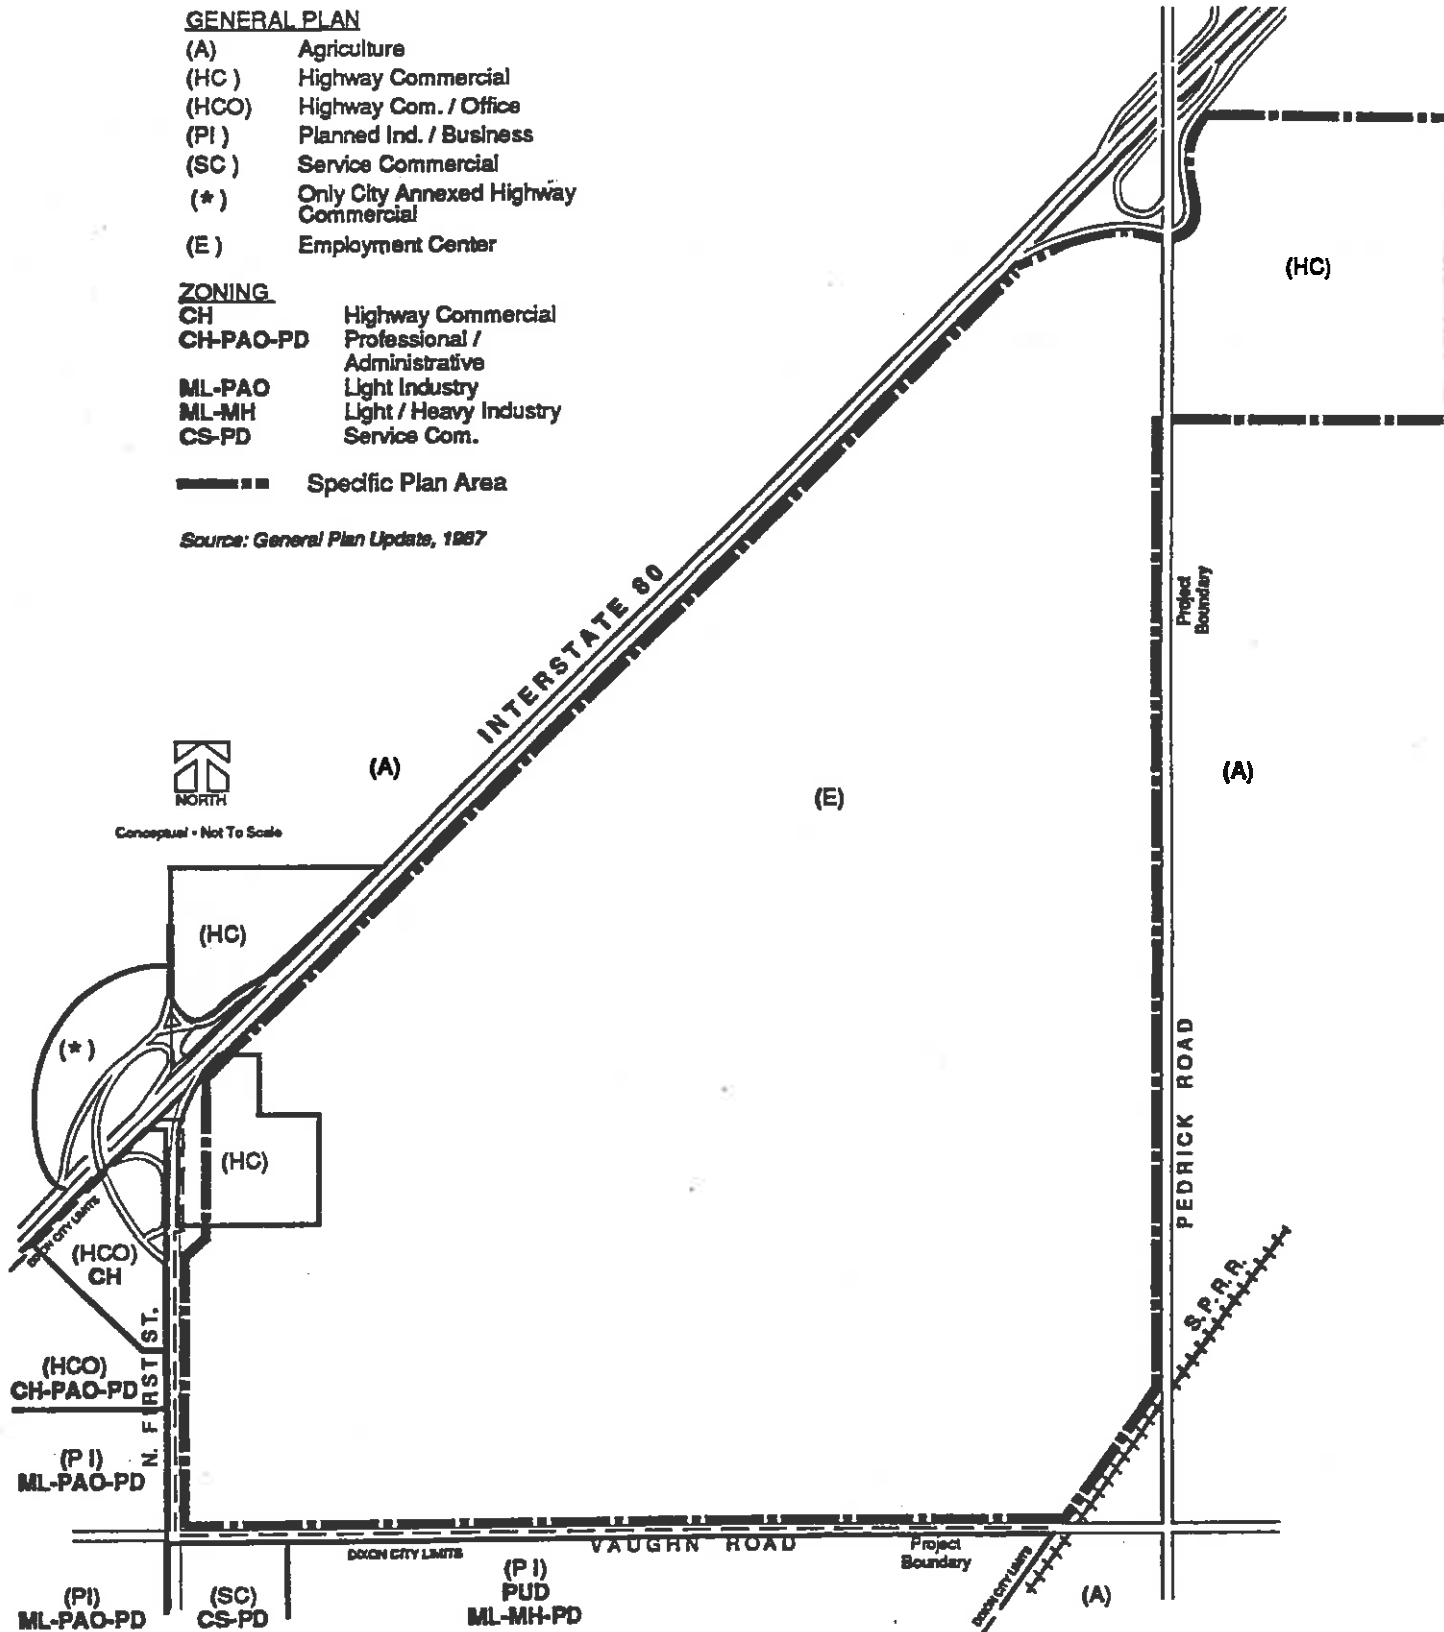 GENERAL PLAN
(A) Agriculture
(HC ) Highway Commercial
(HCO) Highway Com. / Office
(PI ) Planned Ind. / Business
(SC ) Service Commercial
(*) Only City Annexed Highway
Commercial
(E ) Employment Center
ZONING
CH Highway Commercial
CH-PAO-PD Professional /
Administrative
ML-PAO Light Industry
ML-MH Light / Heavy Industry
CS-PD Service Com.
Specific Plan Area
Source: General Plan Update, 1987
(HC)
INTERSTATE 80
Project
Boundary
NORTH
Conceptual • Not To Scale
(A)
(E)
(A)
(HC)
(*)
(HC)
DIXON CITY LIMITS
(HCO)
CH
PEDRICK ROAD
S.P.R.R.
N. FIRST ST.
(HCO)
CH-PAO-PD
(P I)
ML-PAO-PD
DIXON CITY LIMITS
VAUGHN ROAD
Project
Boundary
DIXON CITY LIMITS
(PI)
ML-PAO-PD
(SC)
CS-PD
(P I)
PUD
ML-MH-PD
(A)